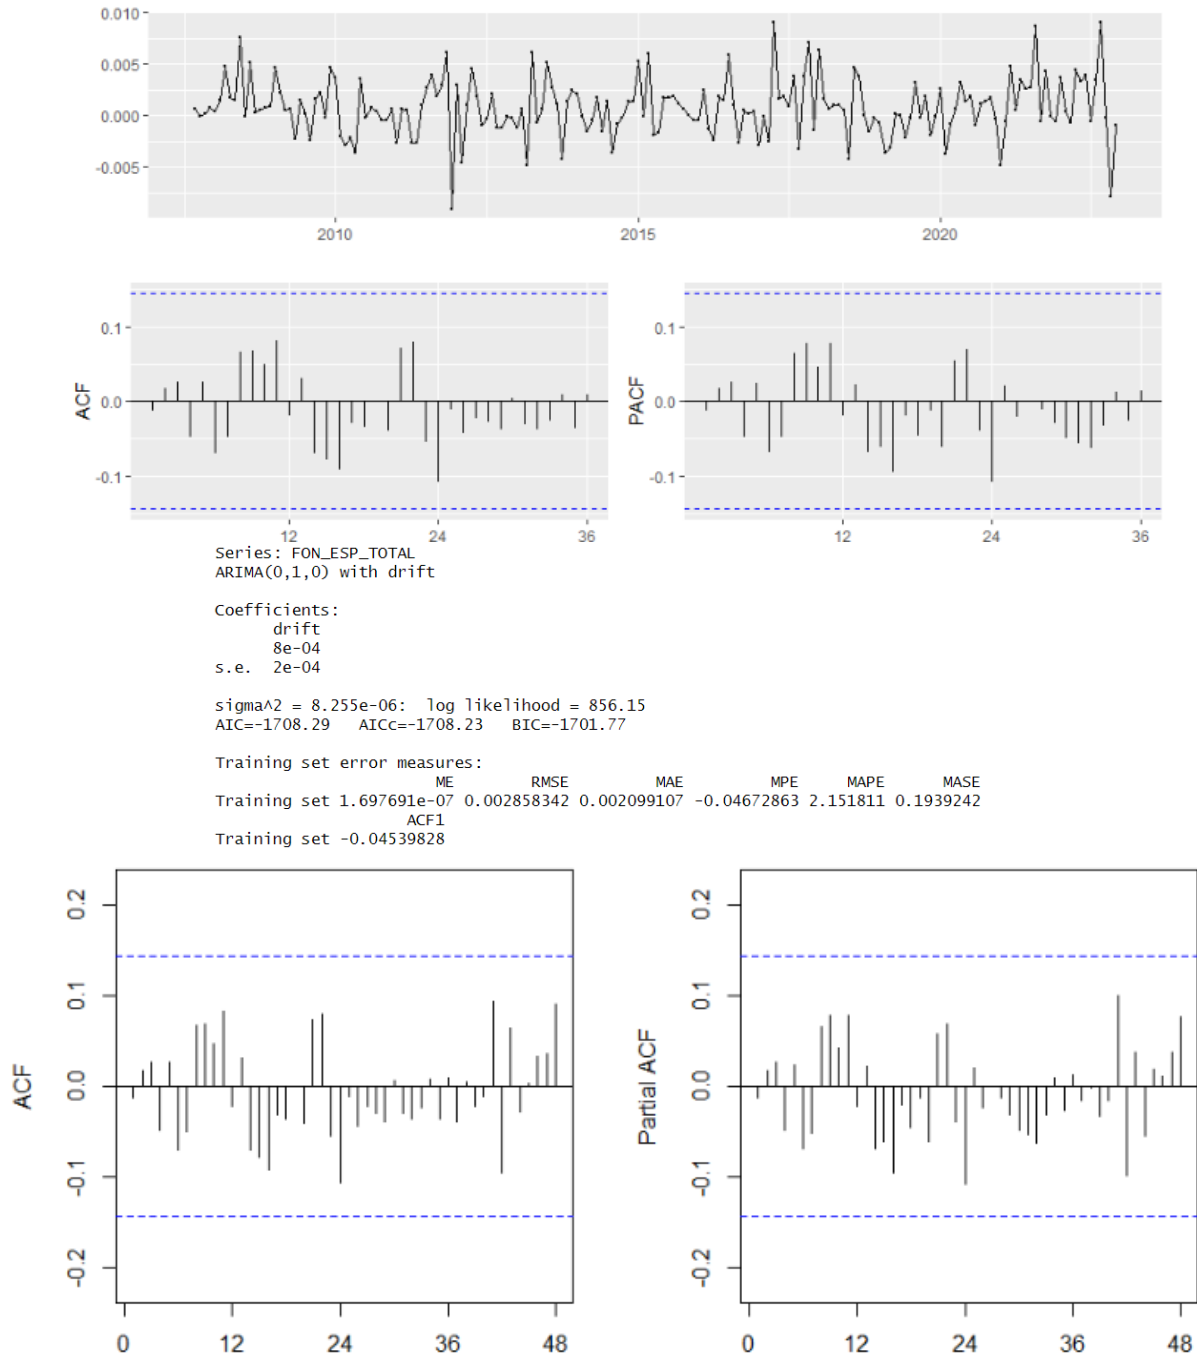 0.010
0.005
0.000
-0.005
2010 2015 2020
ACF
0.1
0.0
-0.1
12 24 36
PACF
0.1
0.0
-0.1
12 24 36
Series: FON_ESP_TOTAL
ARIMA(0,1,0) with drift
Coefficients:
drift
8e-04
s.e. 2e-04
sigma^2 = 8.255e-06: log likelihood = 856.15
AIC=-1708.29 AICc=-1708.23 BIC=-1701.77
Training set error measures:
ME RMSE MAE MPE MAPE MASE
Training set 1.697691e-07 0.002858342 0.002099107 -0.04672863 2.151811 0.1939242
ACF1
Training set -0.04539828
ACF
0.2
0.1
0.0
-0.1
-0.2
0 12 24 36 48
Partial ACF
0.2
0.1
0.0
-0.1
-0.2
0 12 24 36 48